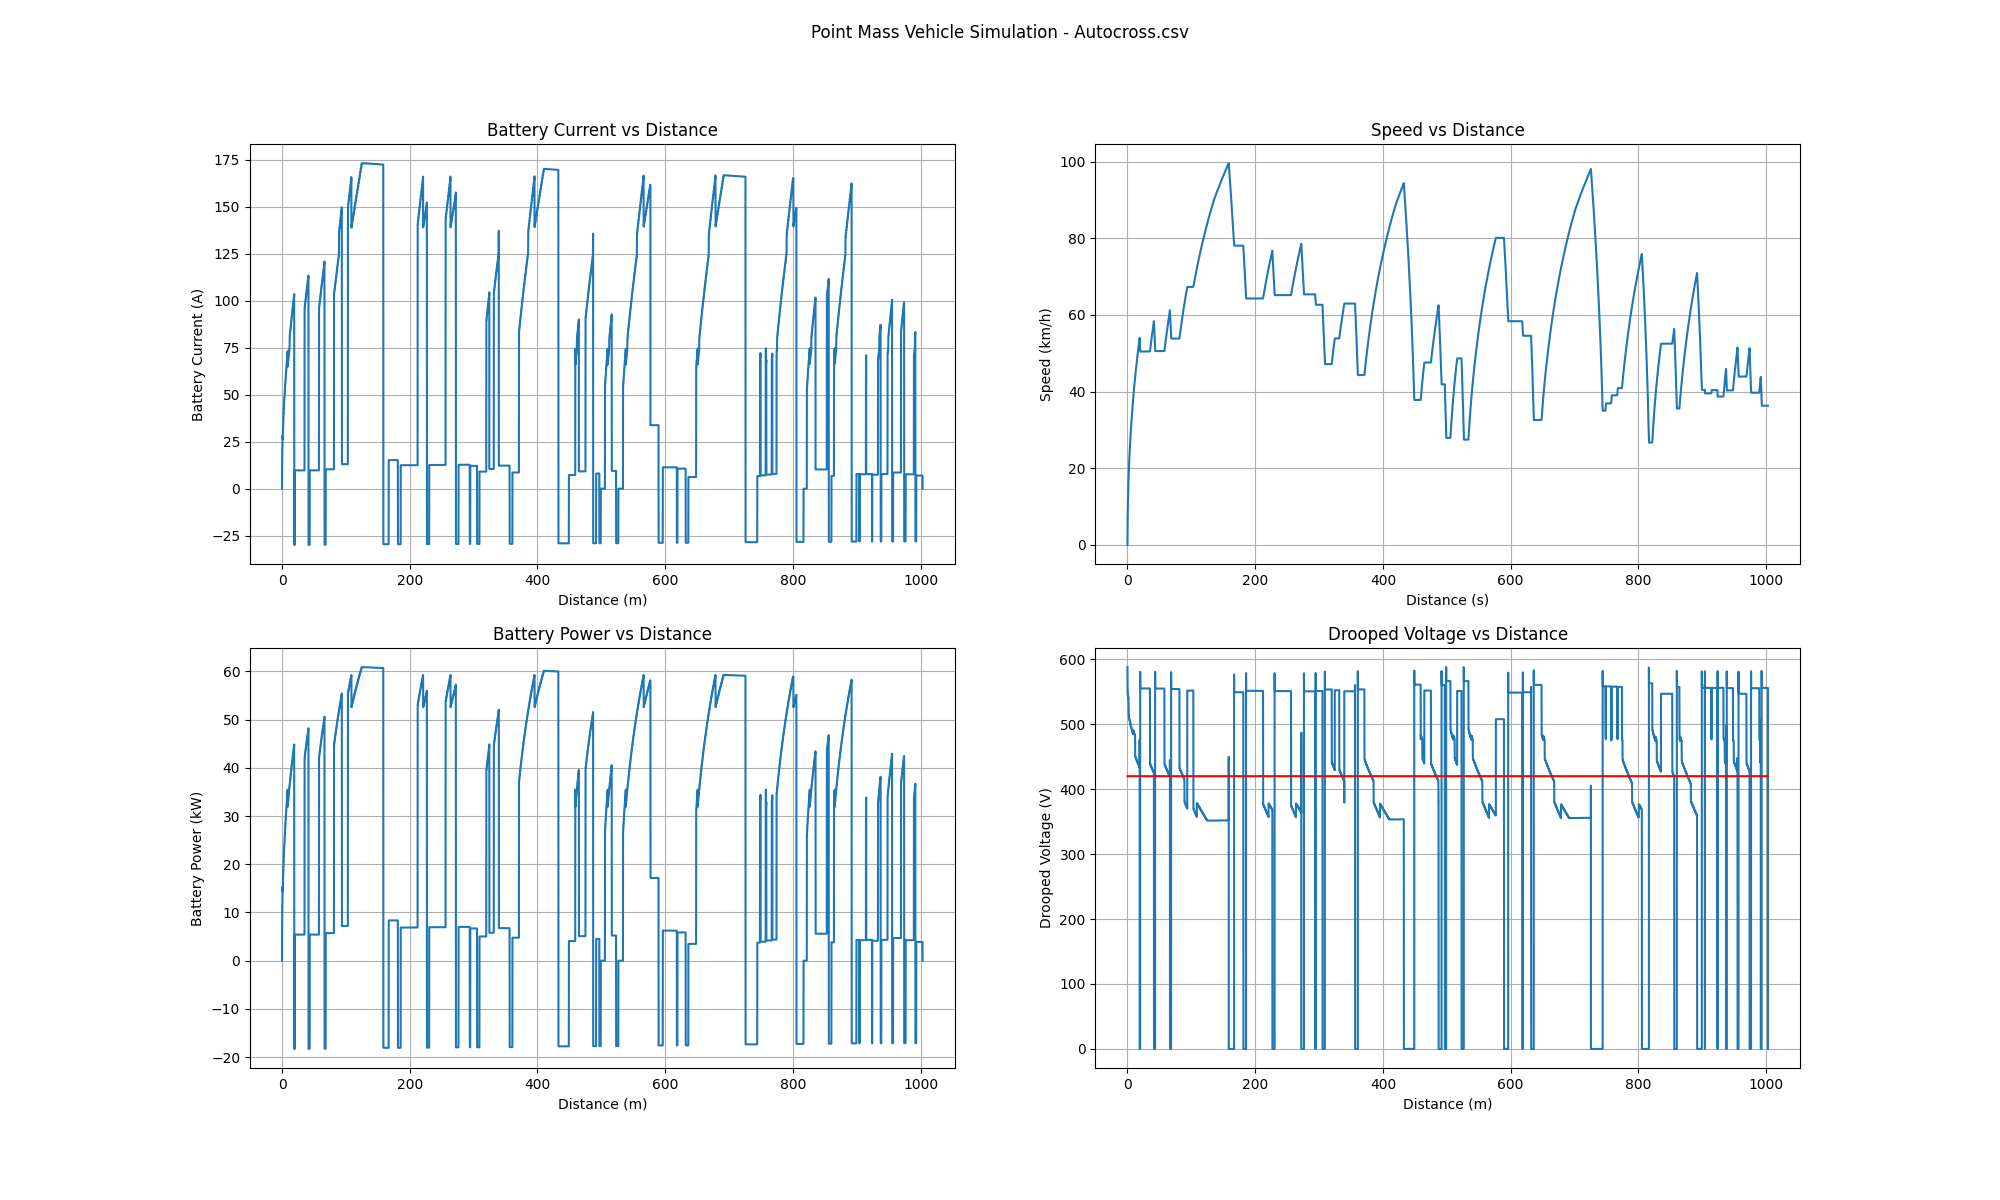 Point Mass Vehicle Simulation - Autocross.csv
Battery Current vs Distance
175
150
125
100
75
50
25
0
−25
Battery Current (A)
0 200 400 600 800 1000
Distance (m)
Speed vs Distance
100
80
60
40
20
0
Speed (km/h)
0 200 400 600 800 1000
Distance (s)
Battery Power vs Distance
60
50
40
30
20
10
0
−10
−20
Battery Power (kW)
0 200 400 600 800 1000
Distance (m)
Drooped Voltage vs Distance
600
500
400
300
200
100
0
Drooped Voltage (V)
0 200 400 600 800 1000
Distance (m)